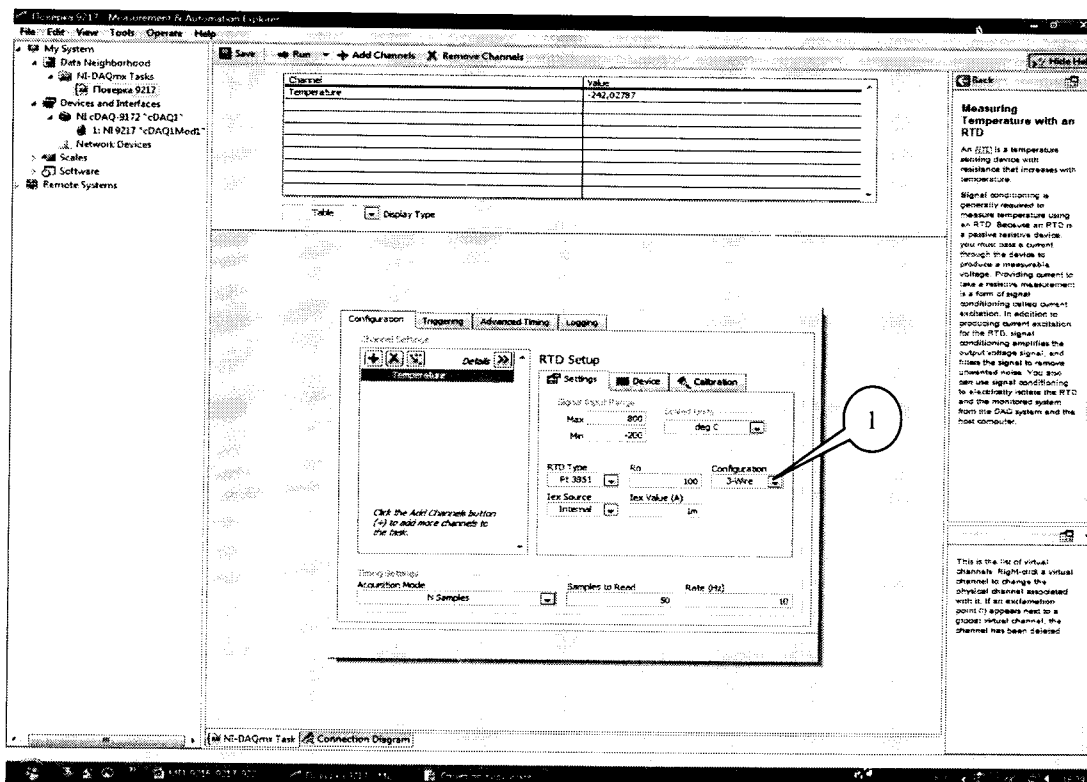 Поверка 9217 - Measurement & Automation Explorer
File Edit View Tools Operate Help
My System
Data Neighborhood
NI-DAQmx Tasks
Поверка 9217
Devices and Interfaces
NI cDAQ-9172 "cDAQ1"
1: NI 9217 "cDAQ1Mod1"
Network Devices
Scales
Software
Remote Systems
Save Run Add Channels Remove Channels
Hide Help
Channel Value
Temperature -242,02787
Table Display Type
Configuration Triggering Advanced Timing Logging
Channel Settings
Details
Temperature
Click the Add Channels button
(+) to add more channels to
the task.
RTD Setup
Settings Device Calibration
Signal Input Range
Scaled Units
Max 800
deg C
Min -200
RTD Type R0 Configuration
Pt 3851 100 3-Wire
Iex Source Iex Value (A)
Internal 1m
1
Timing Settings
Acquisition Mode Samples to Read Rate (Hz)
N Samples 50 10
NI-DAQmx Task Connection Diagram
Back
Measuring
Temperature with an
RTD
An RTD is a temperature
sensing device with
resistance that increases with
temperature.
Signal conditioning is
generally required to
measure temperature using
an RTD. Because an RTD is
a passive resistive device,
you must pass a current
through the device to
produce a measurable
voltage. Providing current to
take a resistive measurement
is a form of signal
conditioning called current
excitation. In addition to
producing current excitation
for the RTD, signal
conditioning amplifies the
output voltage signal, and
filters the signal to remove
unwanted noise. You also
can use signal conditioning
to electrically isolate the RTD
and the monitored system
from the DAQ system and the
host computer.
This is the list of virtual
channels. Right-click a virtual
channel to change the
physical channel associated
with it. If an exclamation
point (!) appears next to a
global virtual channel, the
channel has been deleted